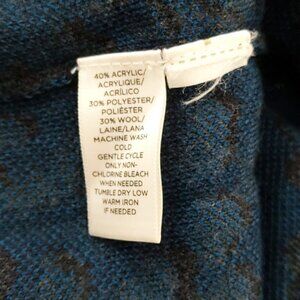 40% ACRYLIC/
ACRYLIQUE/
ACRÍLICO
30% POLYESTER/
POLIÉSTER
30% WOOL/
LAINE/LANA
MACHINE WASH
COLD
GENTLE CYCLE
ONLY NON-
CHLORINE BLEACH
WHEN NEEDED
TUMBLE DRY LOW
WARM IRON
IF NEEDED